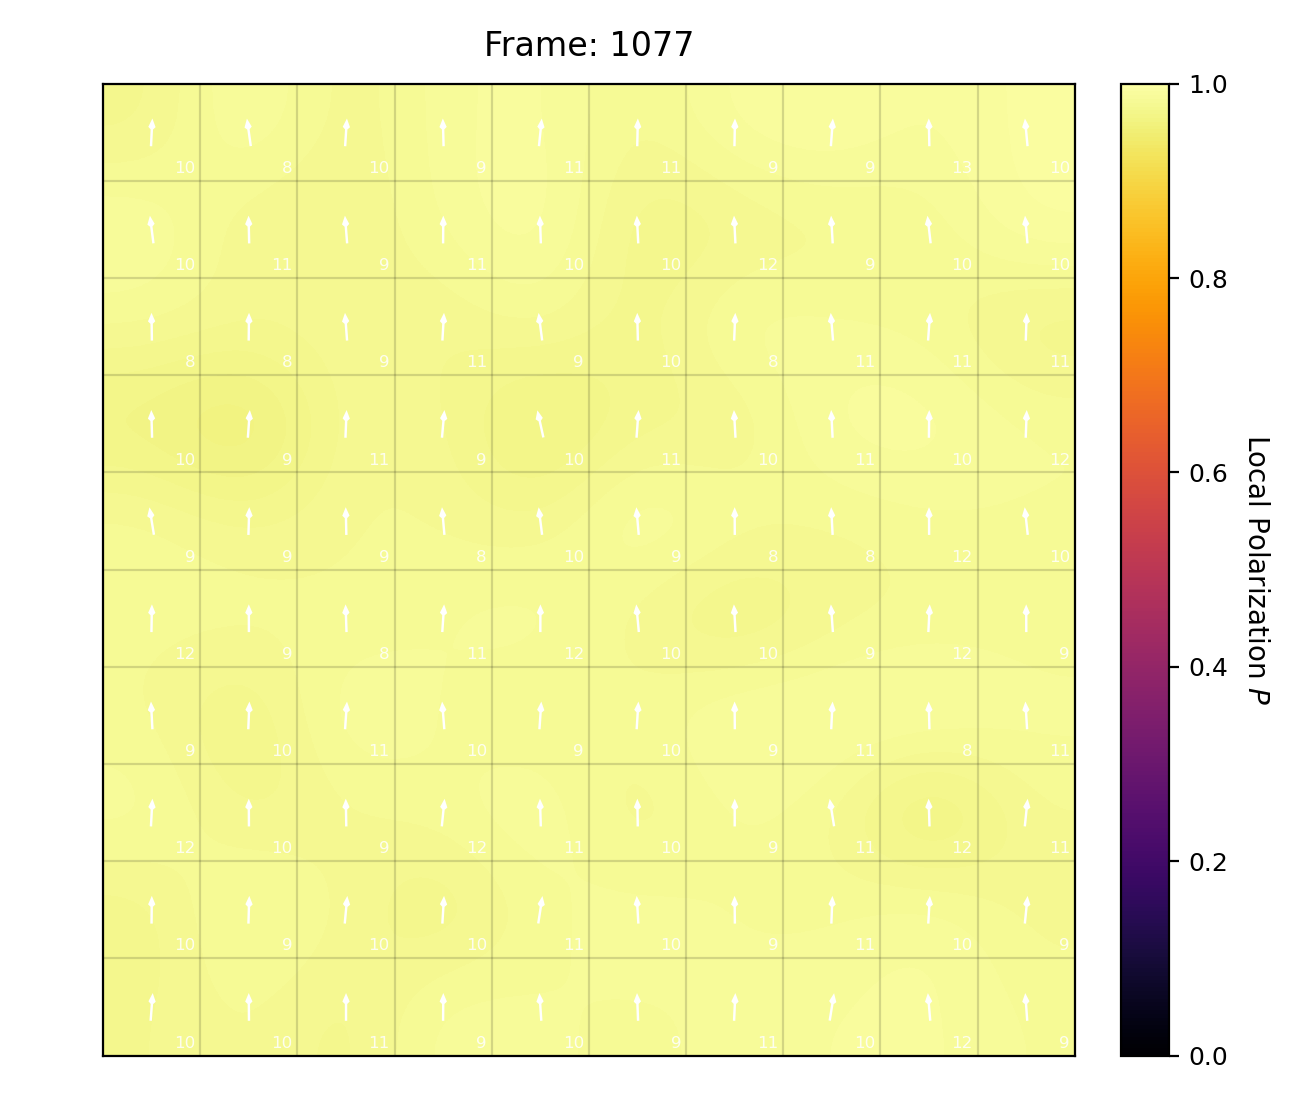 Frame: 1077
10 8 10 9 11 11 9 9 13 10
10 11 9 11 10 10 12 9 10 10
8 8 9 11 9 10 8 11 11 11
10 9 11 9 10 11 10 11 10 12
9 9 9 8 10 9 8 8 12 10
12 9 8 11 12 10 10 9 12 9
9 10 11 10 9 10 9 11 8 11
12 10 9 12 11 10 9 11 12 11
10 9 10 10 11 10 9 11 10 9
10 10 11 9 10 9 11 10 12 9
1.0
0.8
0.6
0.4
0.2
0.0
Local Polarization P